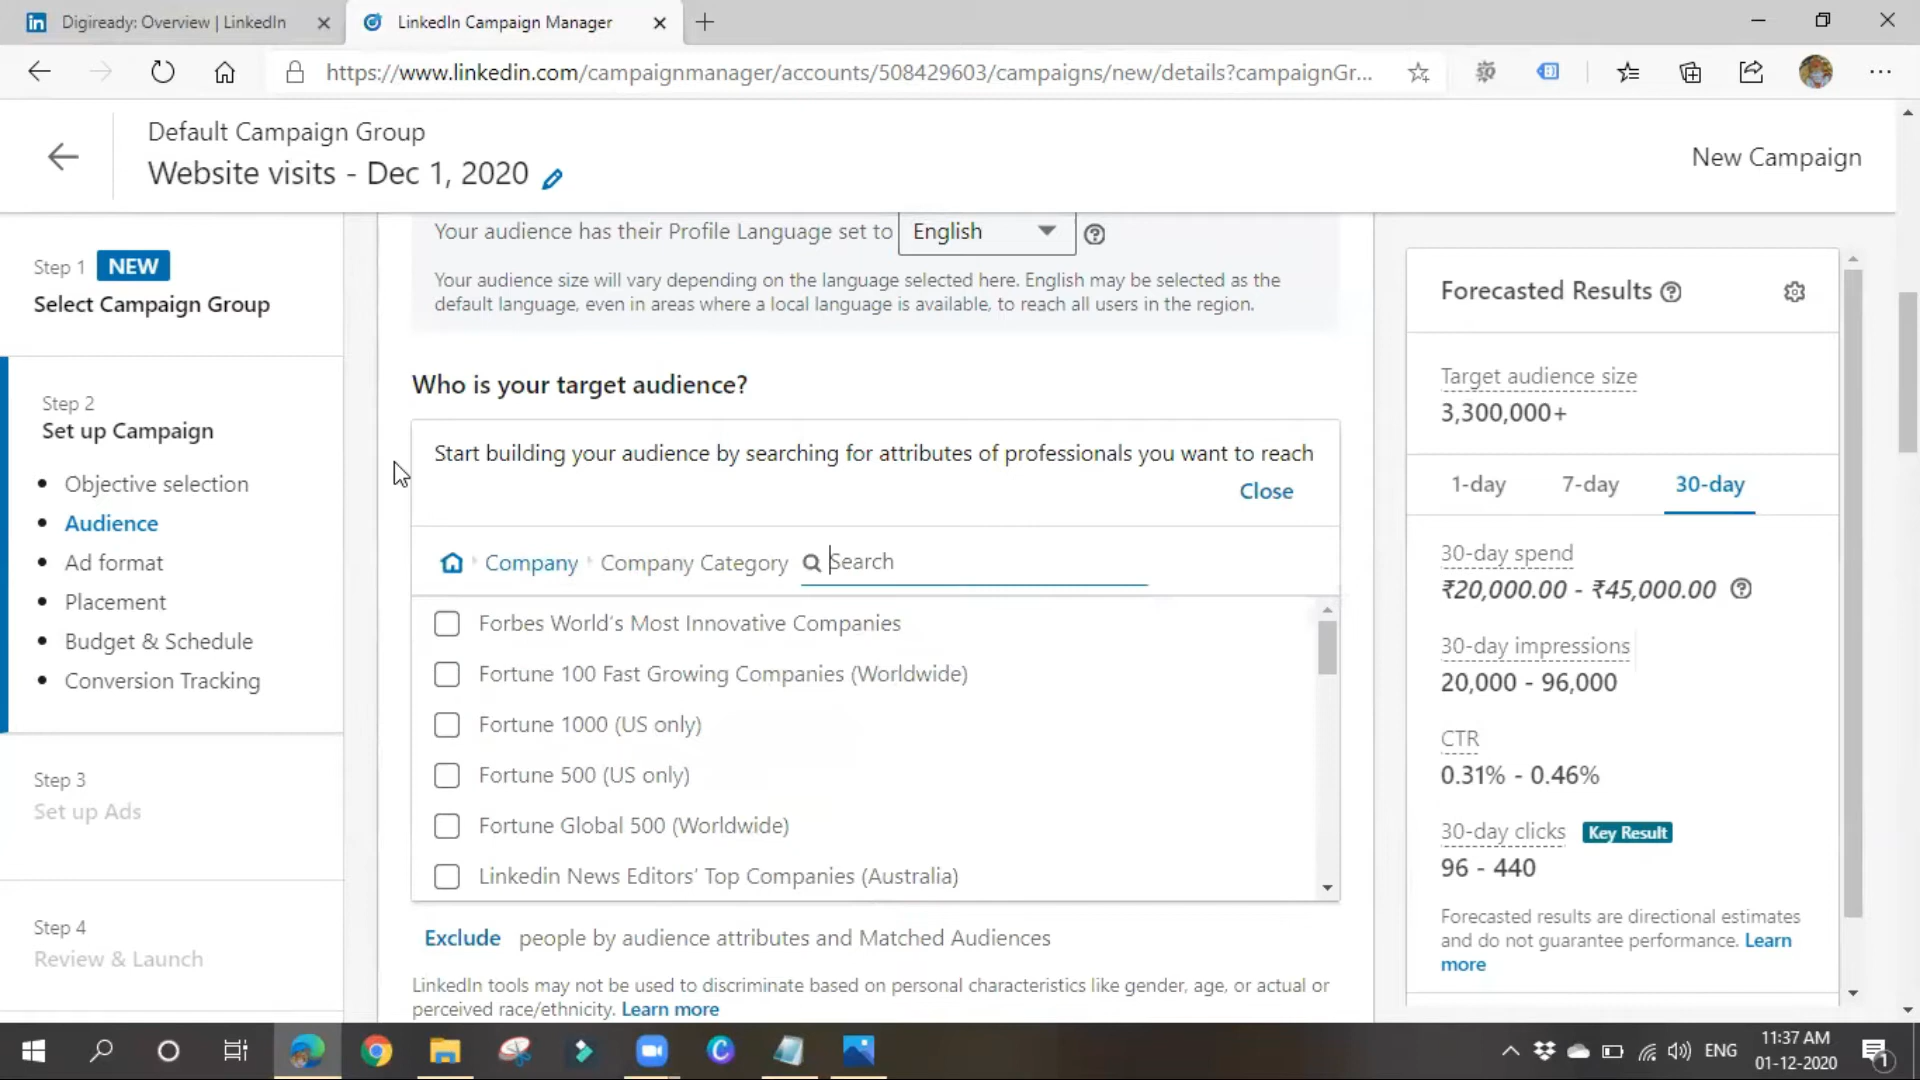 Digiready: Overview | LinkedIn
LinkedIn Campaign Manager
https://www.linkedin.com/campaignmanager/accounts/508429603/campaigns/new/details?campaignGr...
Default Campaign Group
Website visits - Dec 1, 2020
New Campaign
Step 1 NEW
Select Campaign Group
Step 2
Set up Campaign
Objective selection
Audience
Ad format
Placement
Budget & Schedule
Conversion Tracking
Step 3
Set up Ads
Step 4
Review & Launch
Your audience has their Profile Language set to English
Your audience size will vary depending on the language selected here. English may be selected as the
default language, even in areas where a local language is available, to reach all users in the region.
Who is your target audience?
Start building your audience by searching for attributes of professionals you want to reach
Close
Company Company Category Search
Forbes World's Most Innovative Companies
Fortune 100 Fast Growing Companies (Worldwide)
Fortune 1000 (US only)
Fortune 500 (US only)
Fortune Global 500 (Worldwide)
Linkedin News Editors' Top Companies (Australia)
Exclude people by audience attributes and Matched Audiences
LinkedIn tools may not be used to discriminate based on personal characteristics like gender, age, or actual or
perceived race/ethnicity. Learn more
Forecasted Results
Target audience size
3,300,000+
1-day 7-day 30-day
30-day spend
₹20,000.00 - ₹45,000.00
30-day impressions
20,000 - 96,000
CTR
0.31% - 0.46%
30-day clicks Key Result
96 - 440
Forecasted results are directional estimates
and do not guarantee performance. Learn
more
ENG
11:37 AM
01-12-2020
1